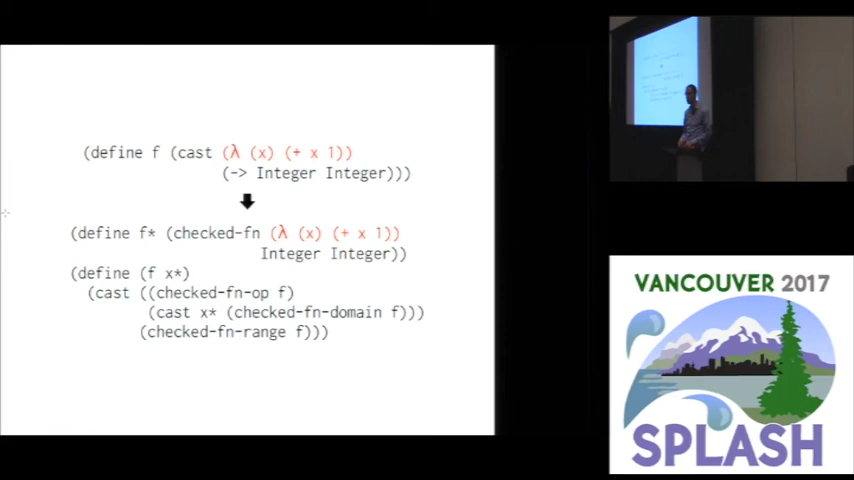 (define f (cast (λ (x) (+ x 1))
(-> Integer Integer)))
(define f* (checked-fn (λ (x) (+ x 1))
Integer Integer))
(define (f x*)
(cast ((checked-fn-op f)
(cast x* (checked-fn-domain f)))
(checked-fn-range f)))
VANCOUVER 2017
SPLASH